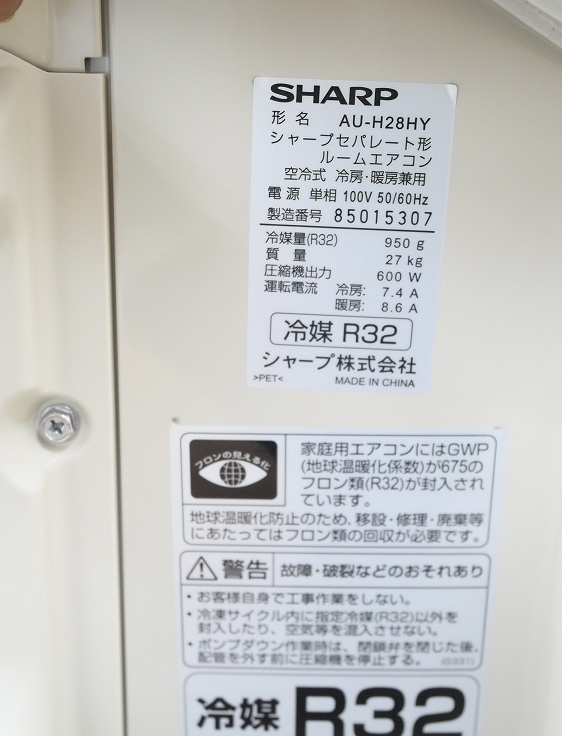 SHARP
形名 AU-H28HY
シャープセパレート形
ルームエアコン
空冷式 冷房・暖房兼用
電源 単相 100V 50/60Hz
製造番号 85015307
冷媒量(R32) 950 g
質量 27 kg
圧縮機出力 600 W
運転電流 冷房: 7.4 A
暖房: 8.6 A
冷媒 R32
シャープ株式会社
>PET< MADE IN CHINA
フロンの見える化
家庭用エアコンにはGWP
(地球温暖化係数)が675の
フロン類(R32)が封入され
ています。
地球温暖化防止のため、移設・修理・廃棄等
にあたってはフロン類の回収が必要です。
警告 故障・破裂などのおそれあり
・お客様自身で工事作業をしない。
・冷凍サイクル内に指定冷媒(R32)以外を
封入したり、空気等を混入させない。
・ポンプダウン作業時は、閉鎖弁を閉じた後、
配管を外す前に圧縮機を停止する。 (G331)
冷媒 R32